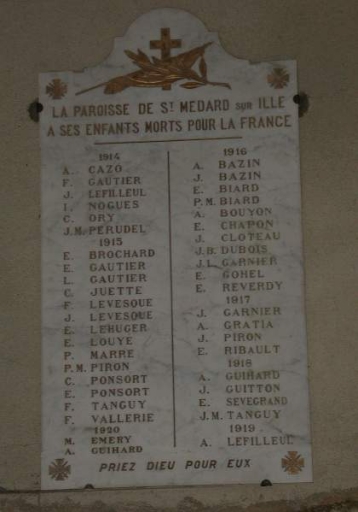 LA PAROISSE DE ST MEDARD SUR ILLE
A SES ENFANTS MORTS POUR LA FRANCE
1914
A. CAZO
F. GAUTIER
J. LEFILLEUL
I. NOGUES
C. ORY
J.M. PERUDEL
1915
E. BROCHARD
E. GAUTIER
L. GAUTIER
C. JUETTE
F. LEVESQUE
J. LEVESQUE
E. LEHUGER
E. LOUYE
P. MARRE
P.M. PIRON
C. PONSORT
E. PONSORT
F. TANGUY
F. VALLERIE
1920
M. EMERY
A. GUIHARD
1916
A. BAZIN
J. BAZIN
E. BIARD
P.M. BIARD
A. BOUYON
E. CHAPON
J. CLOTEAU
J.B. DUBOIS
J.L. GARNIER
E. GOHEL
E. REVERDY
1917
J. GARNIER
A. GRATIA
J. PIRON
E. RIBAULT
1918
A. GUIHARD
J. GUITTON
E. SEVEGRAND
J.M. TANGUY
1919
A. LEFILLEUL
PRIEZ DIEU POUR EUX